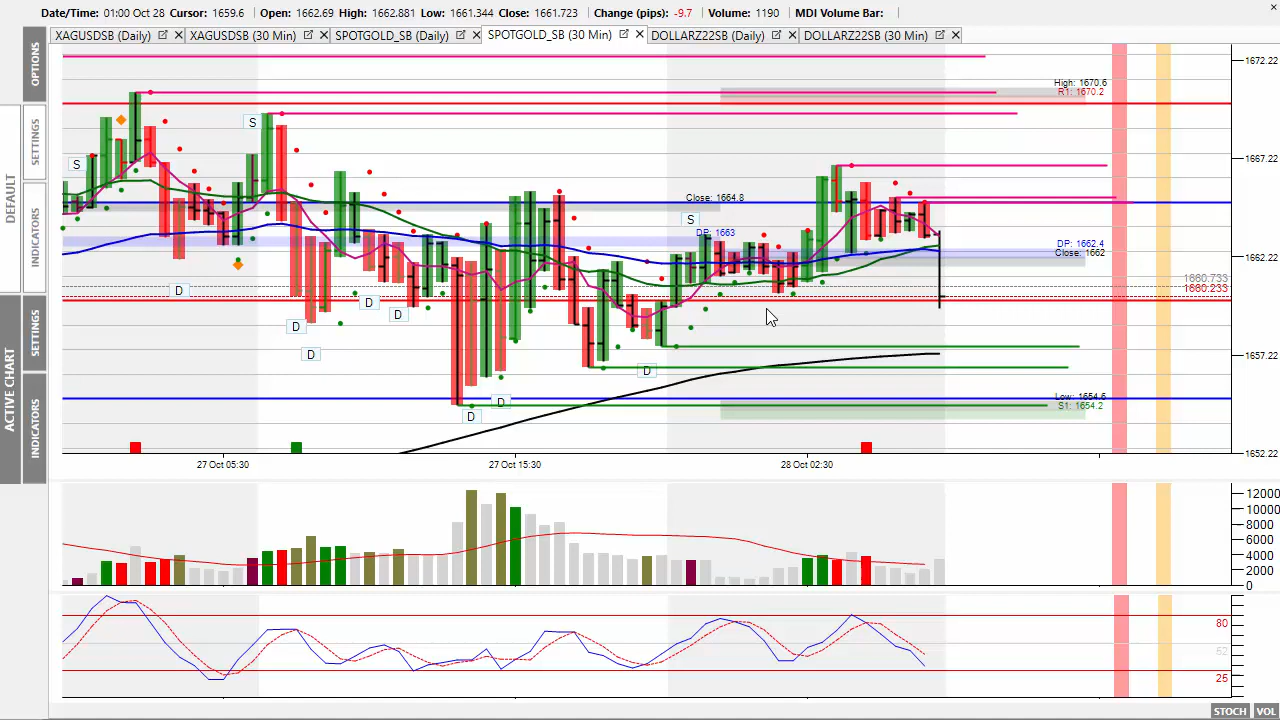 Date/Time: 01:00 Oct 28 Cursor: 1659.6 Open: 1662.69 High: 1662.881 Low: 1661.344 Close: 1661.723 Change (pips): -9.7 Volume: 1190 MDI Volume Bar:
XAGUSDSB (Daily) XAGUSDSB (30 Min) SPOTGOLD_SB (Daily) SPOTGOLD_SB (30 Min) DOLLARZ22SB (Daily) DOLLARZ22SB (30 Min)
OPTIONS
SETTINGS
DEFAULT
INDICATORS
SETTINGS
ACTIVE CHART
INDICATORS
1672.22
High: 1670.6
R1: 1670.2
S
S
1667.22
Close: 1664.8
S
DP: 1663
DP: 1662.4
Close: 1662
1662.22
1660.733
1660.233
D
D
D
D
D
D
1657.22
D
D
Low: 1654.6
S1: 1654.2
1652.22
27 Oct 05:30
27 Oct 15:30
28 Oct 02:30
12000
10000
8000
6000
4000
2000
0
80
52
25
STOCH VOL